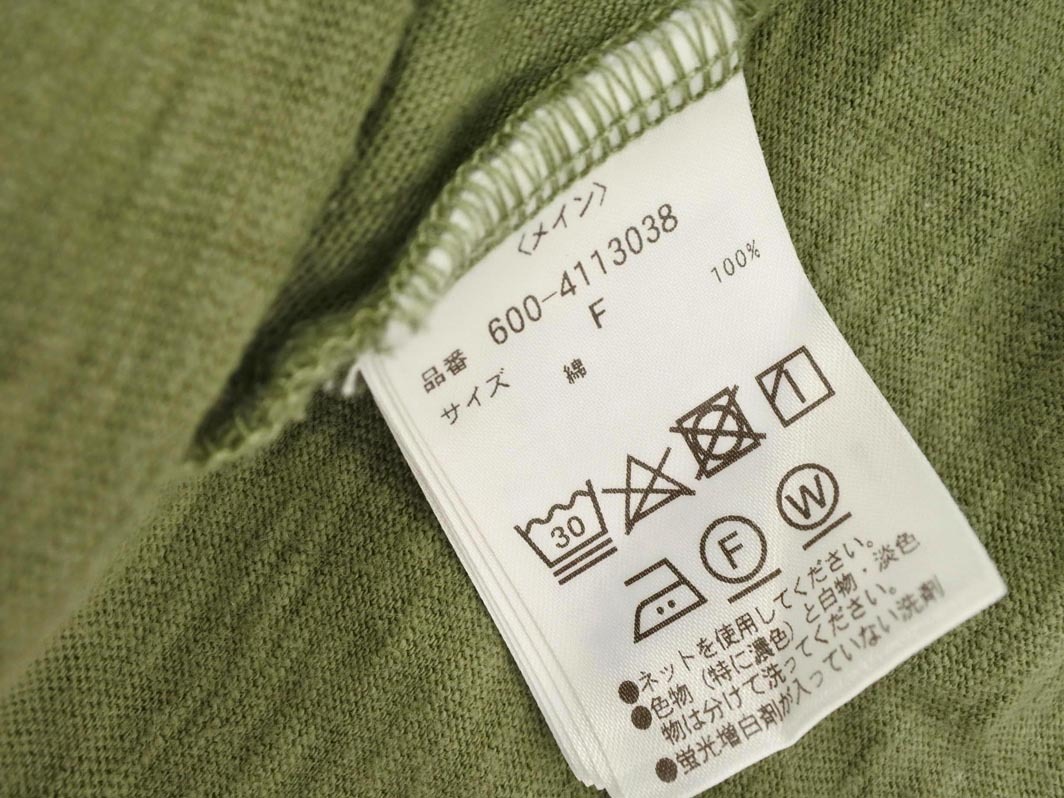 〈メイン〉
品番 600-4113038
サイズ F
綿 100%
30
F W
●ネットを使用してください。
●色物（特に濃色）と白物・淡色
物は分けて洗ってください。
●蛍光増白剤が入っていない洗剤